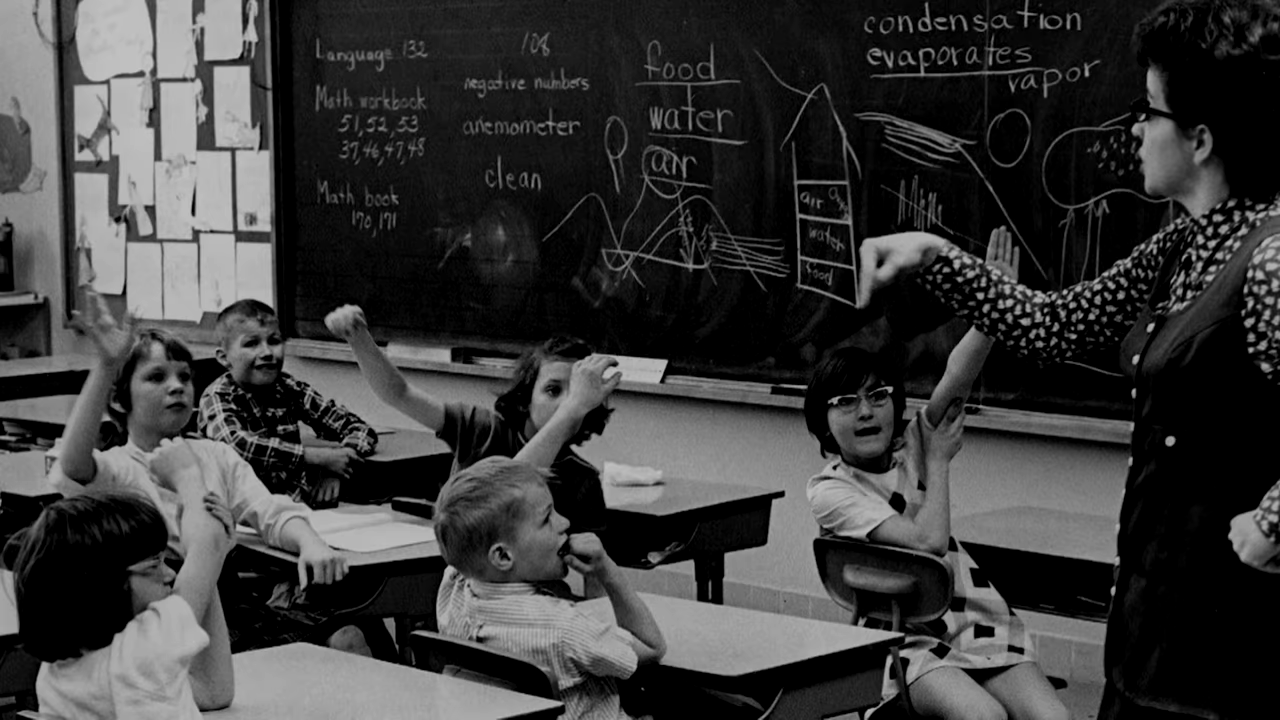 Language 132
Math workbook
51, 52, 53
37, 46, 47, 48
Math book
170, 171
108
negative numbers
anemometer
clean
food
water
air
condensation
evaporates
vapor
air
water
food